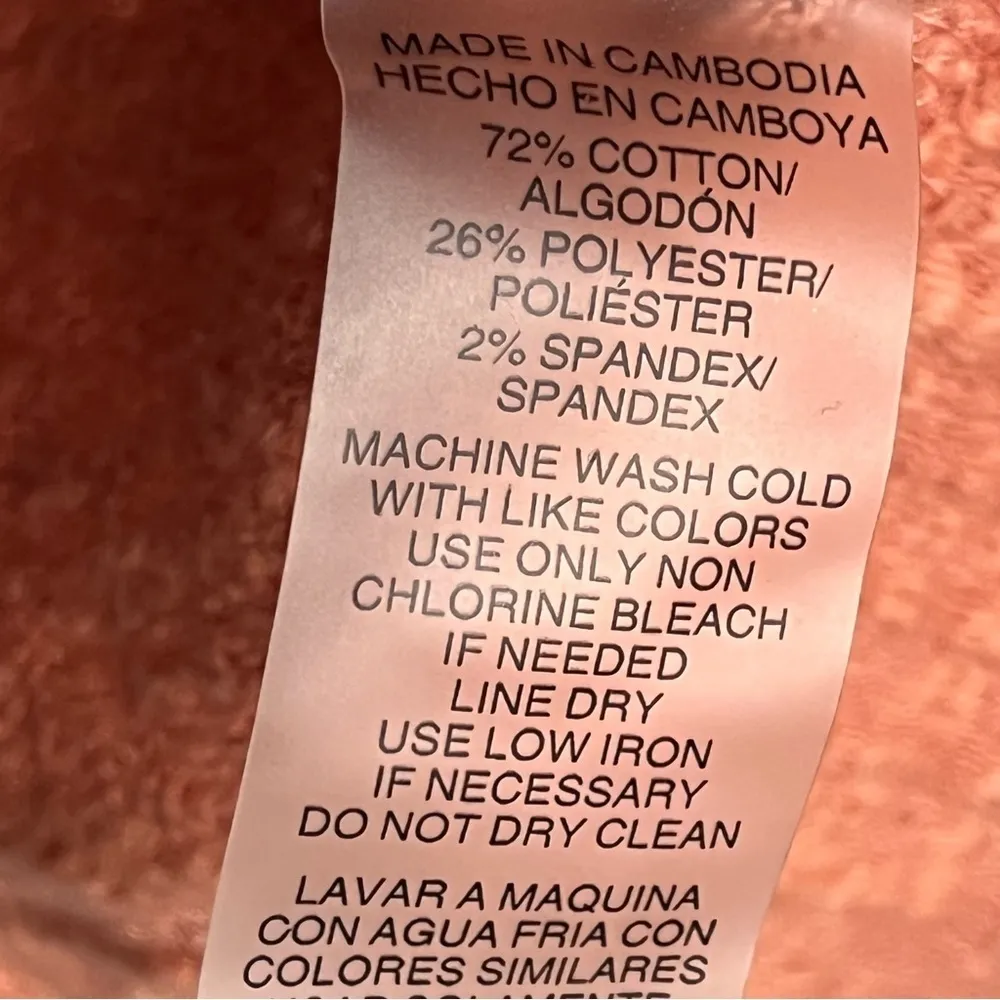 MADE IN CAMBODIA
HECHO EN CAMBOYA
72% COTTON/
ALGODÓN
26% POLYESTER/
POLIÉSTER
2% SPANDEX/
SPANDEX
MACHINE WASH COLD
WITH LIKE COLORS
USE ONLY NON
CHLORINE BLEACH
IF NEEDED
LINE DRY
USE LOW IRON
IF NECESSARY
DO NOT DRY CLEAN
LAVAR A MAQUINA
CON AGUA FRIA CON
COLORES SIMILARES